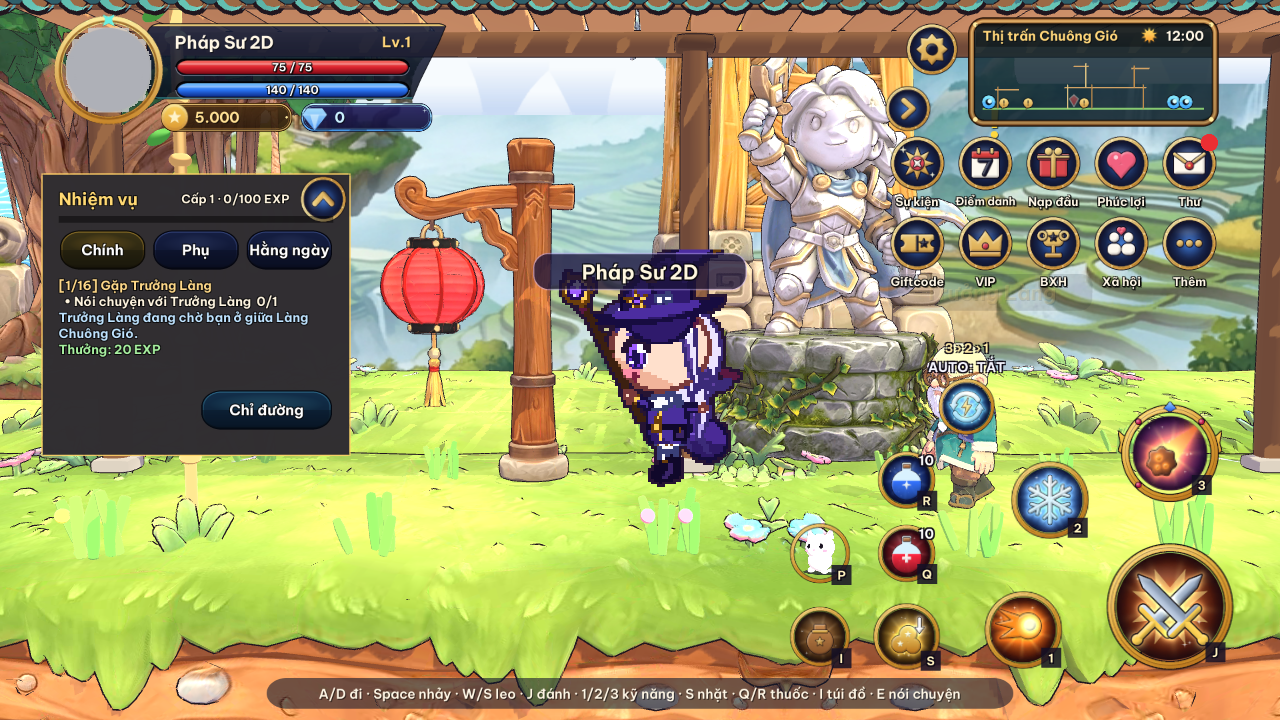 Pháp Sư 2D
Lv.1
75 / 75
140 / 140
5.000
0
Thị trấn Chuông Gió
12:00
Nhiệm vụ
Cấp 1 · 0/100 EXP
Chính
Phụ
Hằng ngày
[1/16] Gặp Trưởng Làng
• Nói chuyện với Trưởng Làng 0/1
Trưởng Làng đang chờ bạn ở giữa Làng
Chuông Gió.
Thưởng: 20 EXP
Chỉ đường
Pháp Sư 2D
7
Sự kiện
Điểm danh
Nạp đầu
Phúc lợi
Thư
Giftcode
VIP
BXH
Xã hội
Thêm
Trưởng Làng
3>2>1
AUTO: TẮT
10
R
3
2
10
Q
P
I
S
1
J
A/D đi · Space nhảy · W/S leo · J đánh · 1/2/3 kỹ năng · S nhặt · Q/R thuốc · I túi đồ · E nói chuyện